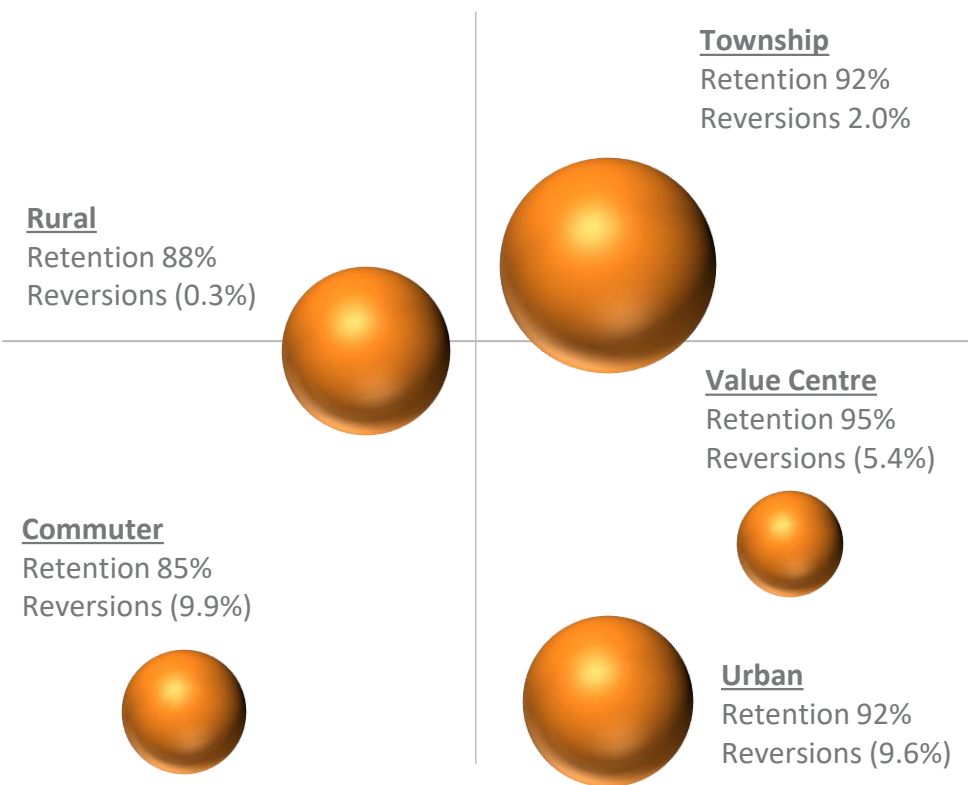 Township
Retention 92%
Reversions 2.0%
Rural
Retention 88%
Reversions (0.3%)
Value Centre
Retention 95%
Reversions (5.4%)
Commuter
Retention 85%
Reversions (9.9%)
Urban
Retention 92%
Reversions (9.6%)